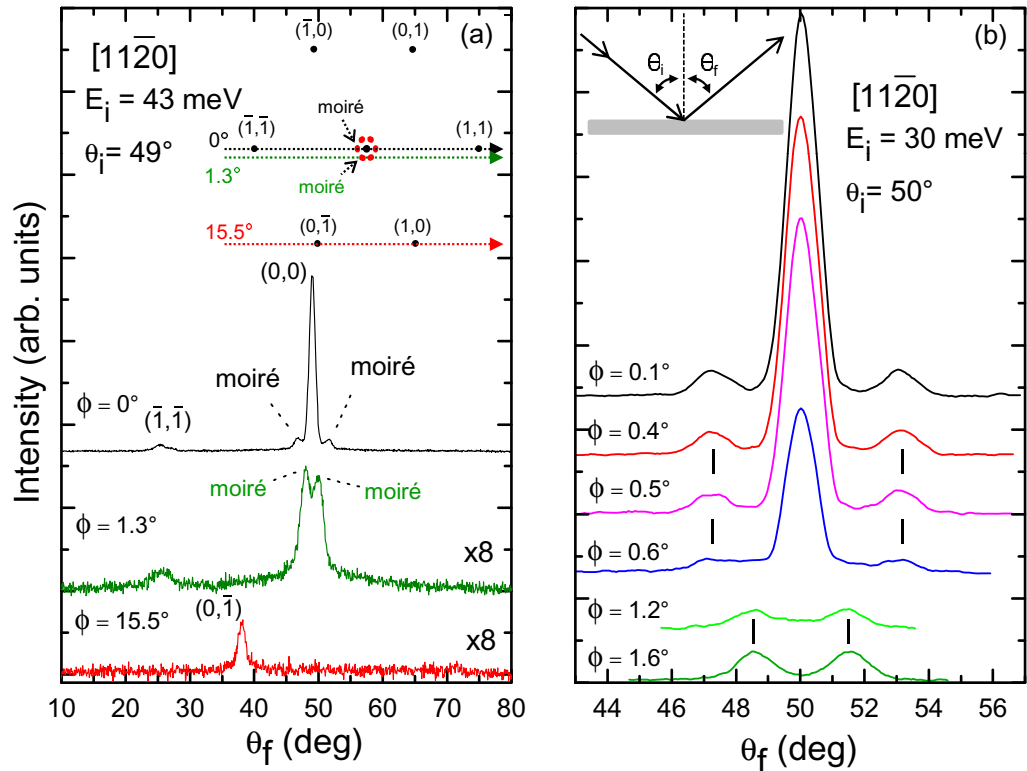 (a)
(1̅,0) (0,1)
[112̅0]
E_i = 43 meV
θ_i = 49°
moiré
0° (1̅,1̅) (1,1)
1.3° moiré
15.5° (0,1̅) (1,0)
(0,0)
moiré moiré
ϕ = 0° (1̅,1̅)
moiré moiré
ϕ = 1.3° x8
ϕ = 15.5° (0,1̅) x8
10 20 30 40 50 60 70 80
θ_f (deg)
Intensity (arb. units)
(b)
θ_i θ_f
[112̅0]
E_i = 30 meV
θ_i = 50°
ϕ = 0.1°
ϕ = 0.4°
ϕ = 0.5°
ϕ = 0.6°
ϕ = 1.2°
ϕ = 1.6°
44 46 48 50 52 54 56
θ_f (deg)